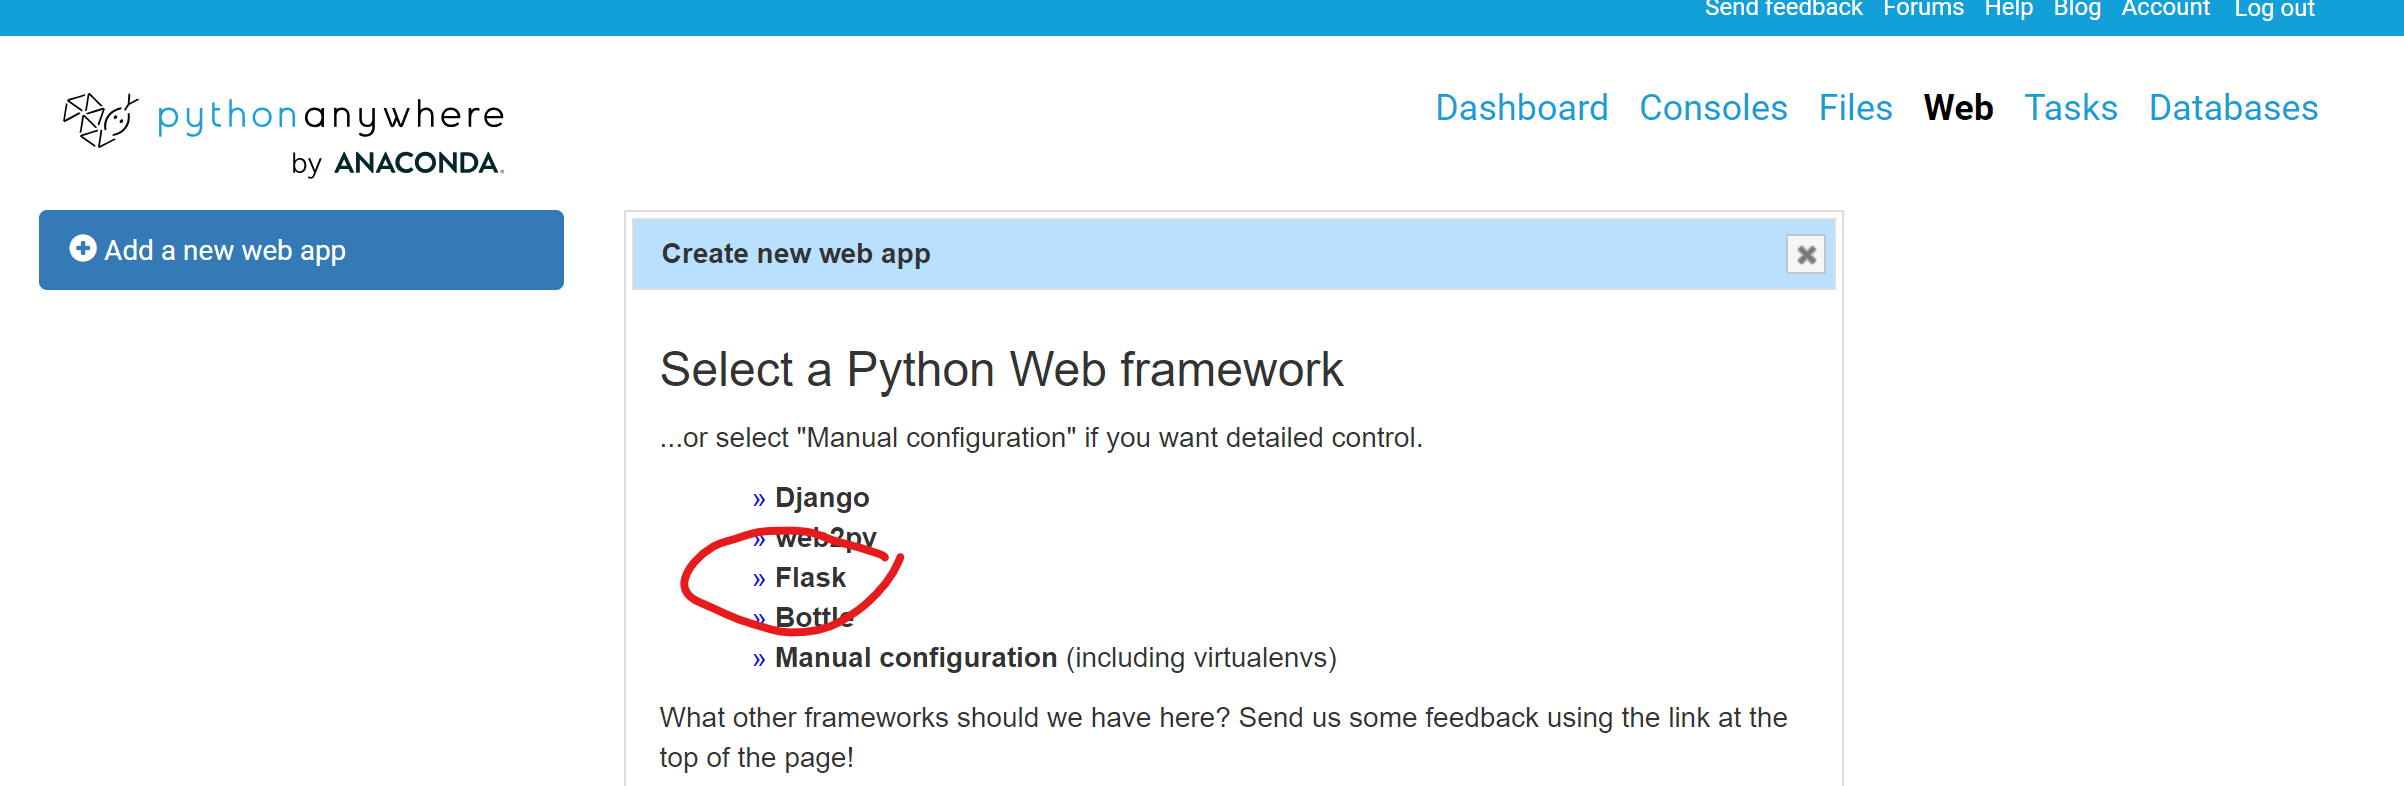 Send feedback Forums Help Blog Account Log out
pythonanywhere
by ANACONDA.
Dashboard Consoles Files Web Tasks Databases
Add a new web app
Create new web app
Select a Python Web framework
...or select "Manual configuration" if you want detailed control.
» Django
» web2py
» Flask
» Bottle
» Manual configuration (including virtualenvs)
What other frameworks should we have here? Send us some feedback using the link at the
top of the page!